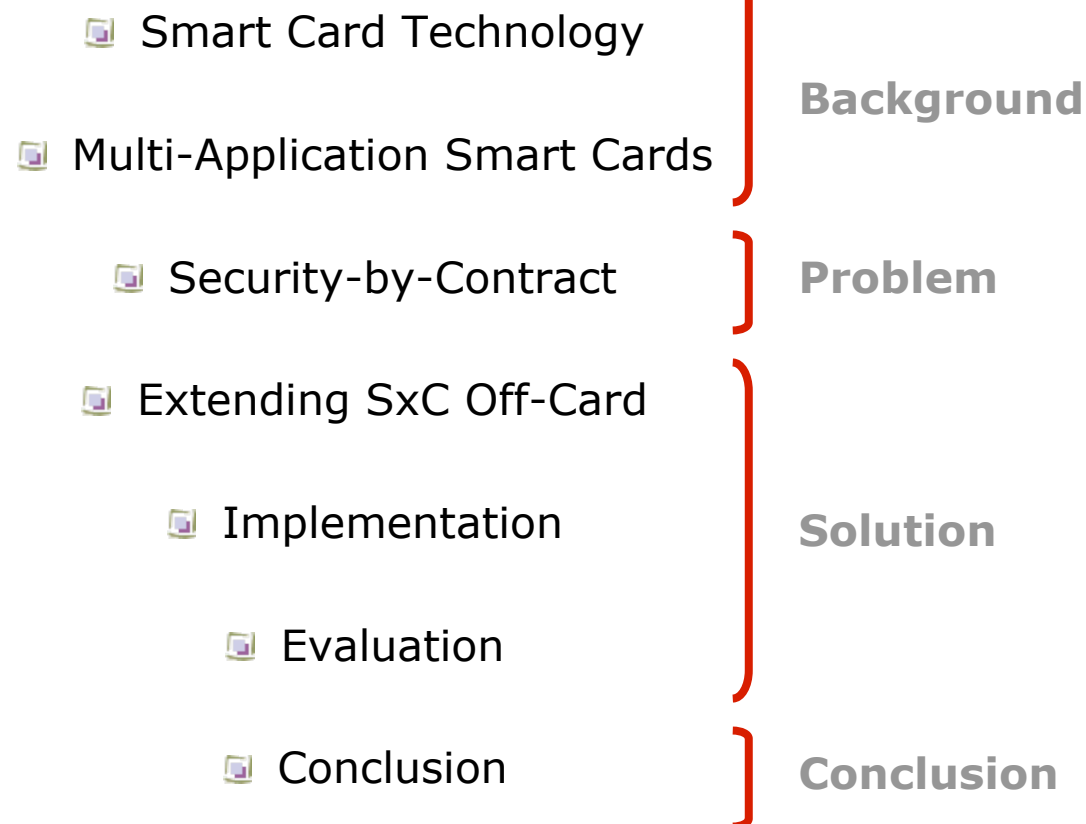 Smart Card Technology
Background
Multi-Application Smart Cards
Security-by-Contract
Problem
Extending SxC Off-Card
Implementation
Solution
Evaluation
Conclusion
Conclusion